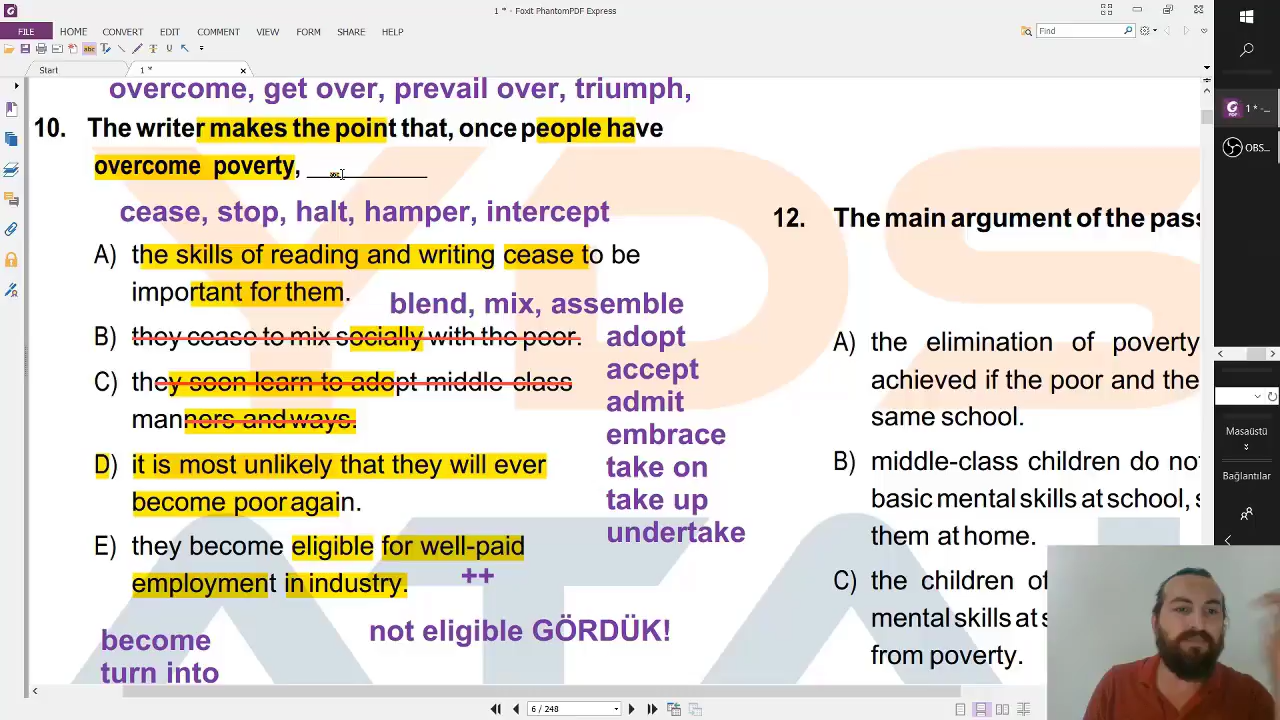 1 * - Foxit PhantomPDF Express
FILE HOME CONVERT EDIT COMMENT VIEW FORM SHARE HELP
Find
Start
1 *
overcome, get over, prevail over, triumph,
10. The writer makes the point that, once people have
overcome poverty, ____________
cease, stop, halt, hamper, intercept
A) the skills of reading and writing cease to be
important for them.
blend, mix, assemble
B) they cease to mix socially with the poor.
C) they soon learn to adopt middle-class
manners and ways.
adopt
accept
admit
embrace
take on
take up
undertake
D) it is most unlikely that they will ever
become poor again.
E) they become eligible for well-paid
employment in industry.
++
not eligible GÖRDÜK!
become
turn into
12. The main argument of the pass
A) the elimination of poverty
achieved if the poor and the
same school.
B) middle-class children do no
basic mental skills at school, s
them at home.
C) the children of
mental skills at s
from poverty.
YDS
6 / 248
1 * -...
OBS...
Masaüstü
Bağlantılar